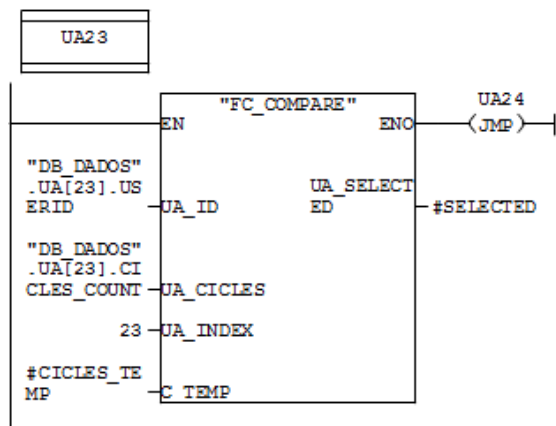 UA23
"FC_COMPARE"
UA24
EN
ENO
(JMP)
"DB_DADOS"
.UA[23].US
ERID
UA_ID
UA_SELECT
ED
#SELECTED
"DB_DADOS"
.UA[23].CI
CLES_COUNT
UA_CICLES
23
UA_INDEX
#CICLES_TE
MP
C_TEMP